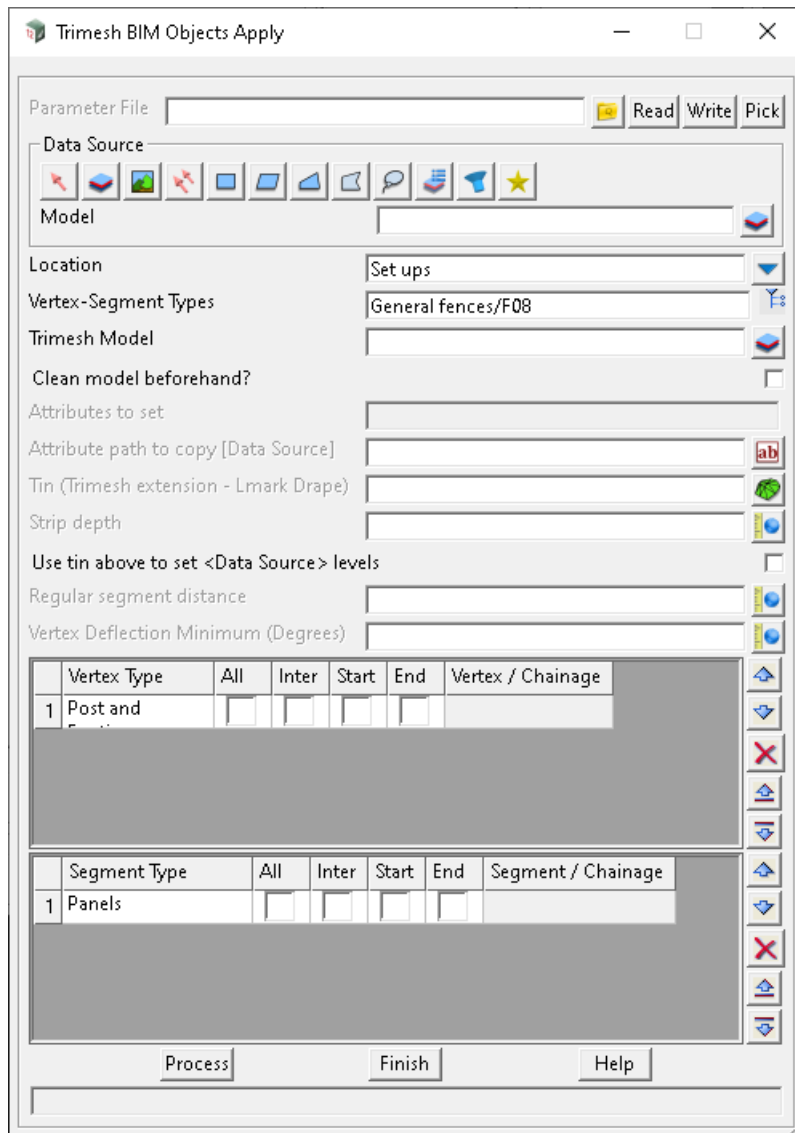 Trimesh BIM Objects Apply
Parameter File Read Write Pick
Data Source
Model
Location Set ups
Vertex-Segment Types General fences/F08
Trimesh Model
Clean model beforehand?
Attributes to set
Attribute path to copy [Data Source] ab
Tin (Trimesh extension - Lmark Drape)
Strip depth
Use tin above to set <Data Source> levels
Regular segment distance
Vertex Deflection Minimum (Degrees)
Vertex Type All Inter Start End Vertex / Chainage
1 Post and
Segment Type All Inter Start End Segment / Chainage
1 Panels
Process Finish Help